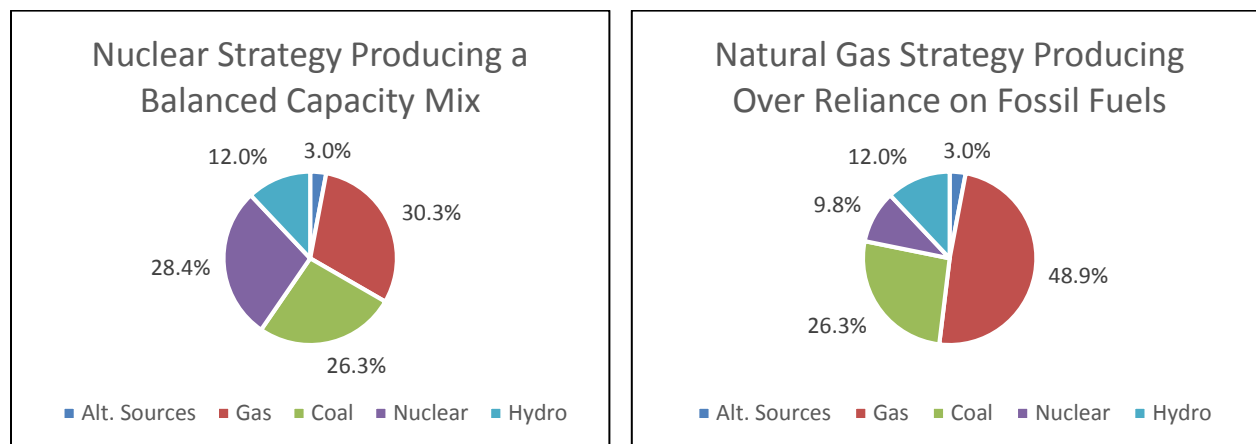 Nuclear Strategy Producing a
Balanced Capacity Mix
12.0%
3.0%
30.3%
28.4%
26.3%
Alt. Sources Gas Coal Nuclear Hydro
Natural Gas Strategy Producing
Over Reliance on Fossil Fuels
12.0%
3.0%
9.8%
48.9%
26.3%
Alt. Sources Gas Coal Nuclear Hydro